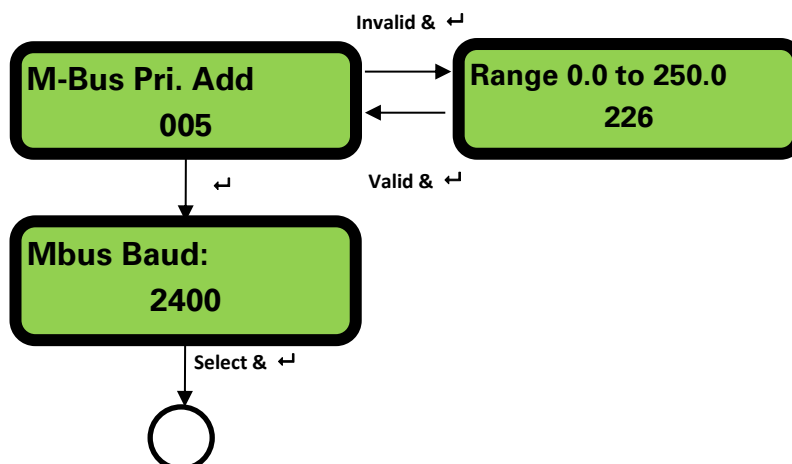 Invalid & ↵
M-Bus Pri. Add
005
Range 0.0 to 250.0
226
Valid & ↵
↵
Mbus Baud:
2400
Select & ↵